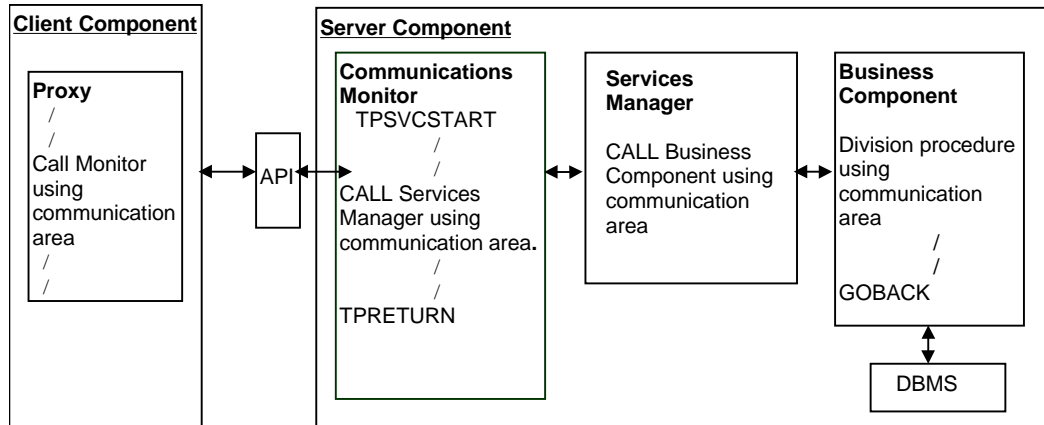 Client Component
Proxy
/
/
Call Monitor
using
communication
area
/
/
API
Server Component
Communications
Monitor
TPSVCSTART
/
/
CALL Services
Manager using
communication area.
/
/
TPRETURN
Services
Manager
CALL Business
Component using
communication
area
Business
Component
Division procedure
using
communication
area
/
/
GOBACK
DBMS